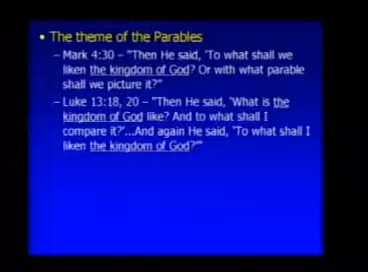 • The theme of the Parables
– Mark 4:30 – "Then He said, 'To what shall we
liken the kingdom of God? Or with what parable
shall we picture it?"
– Luke 13:18, 20 – "Then He said, 'What is the
kingdom of God like? And to what shall I
compare it?'...And again He said, 'To what shall I
liken the kingdom of God?'"